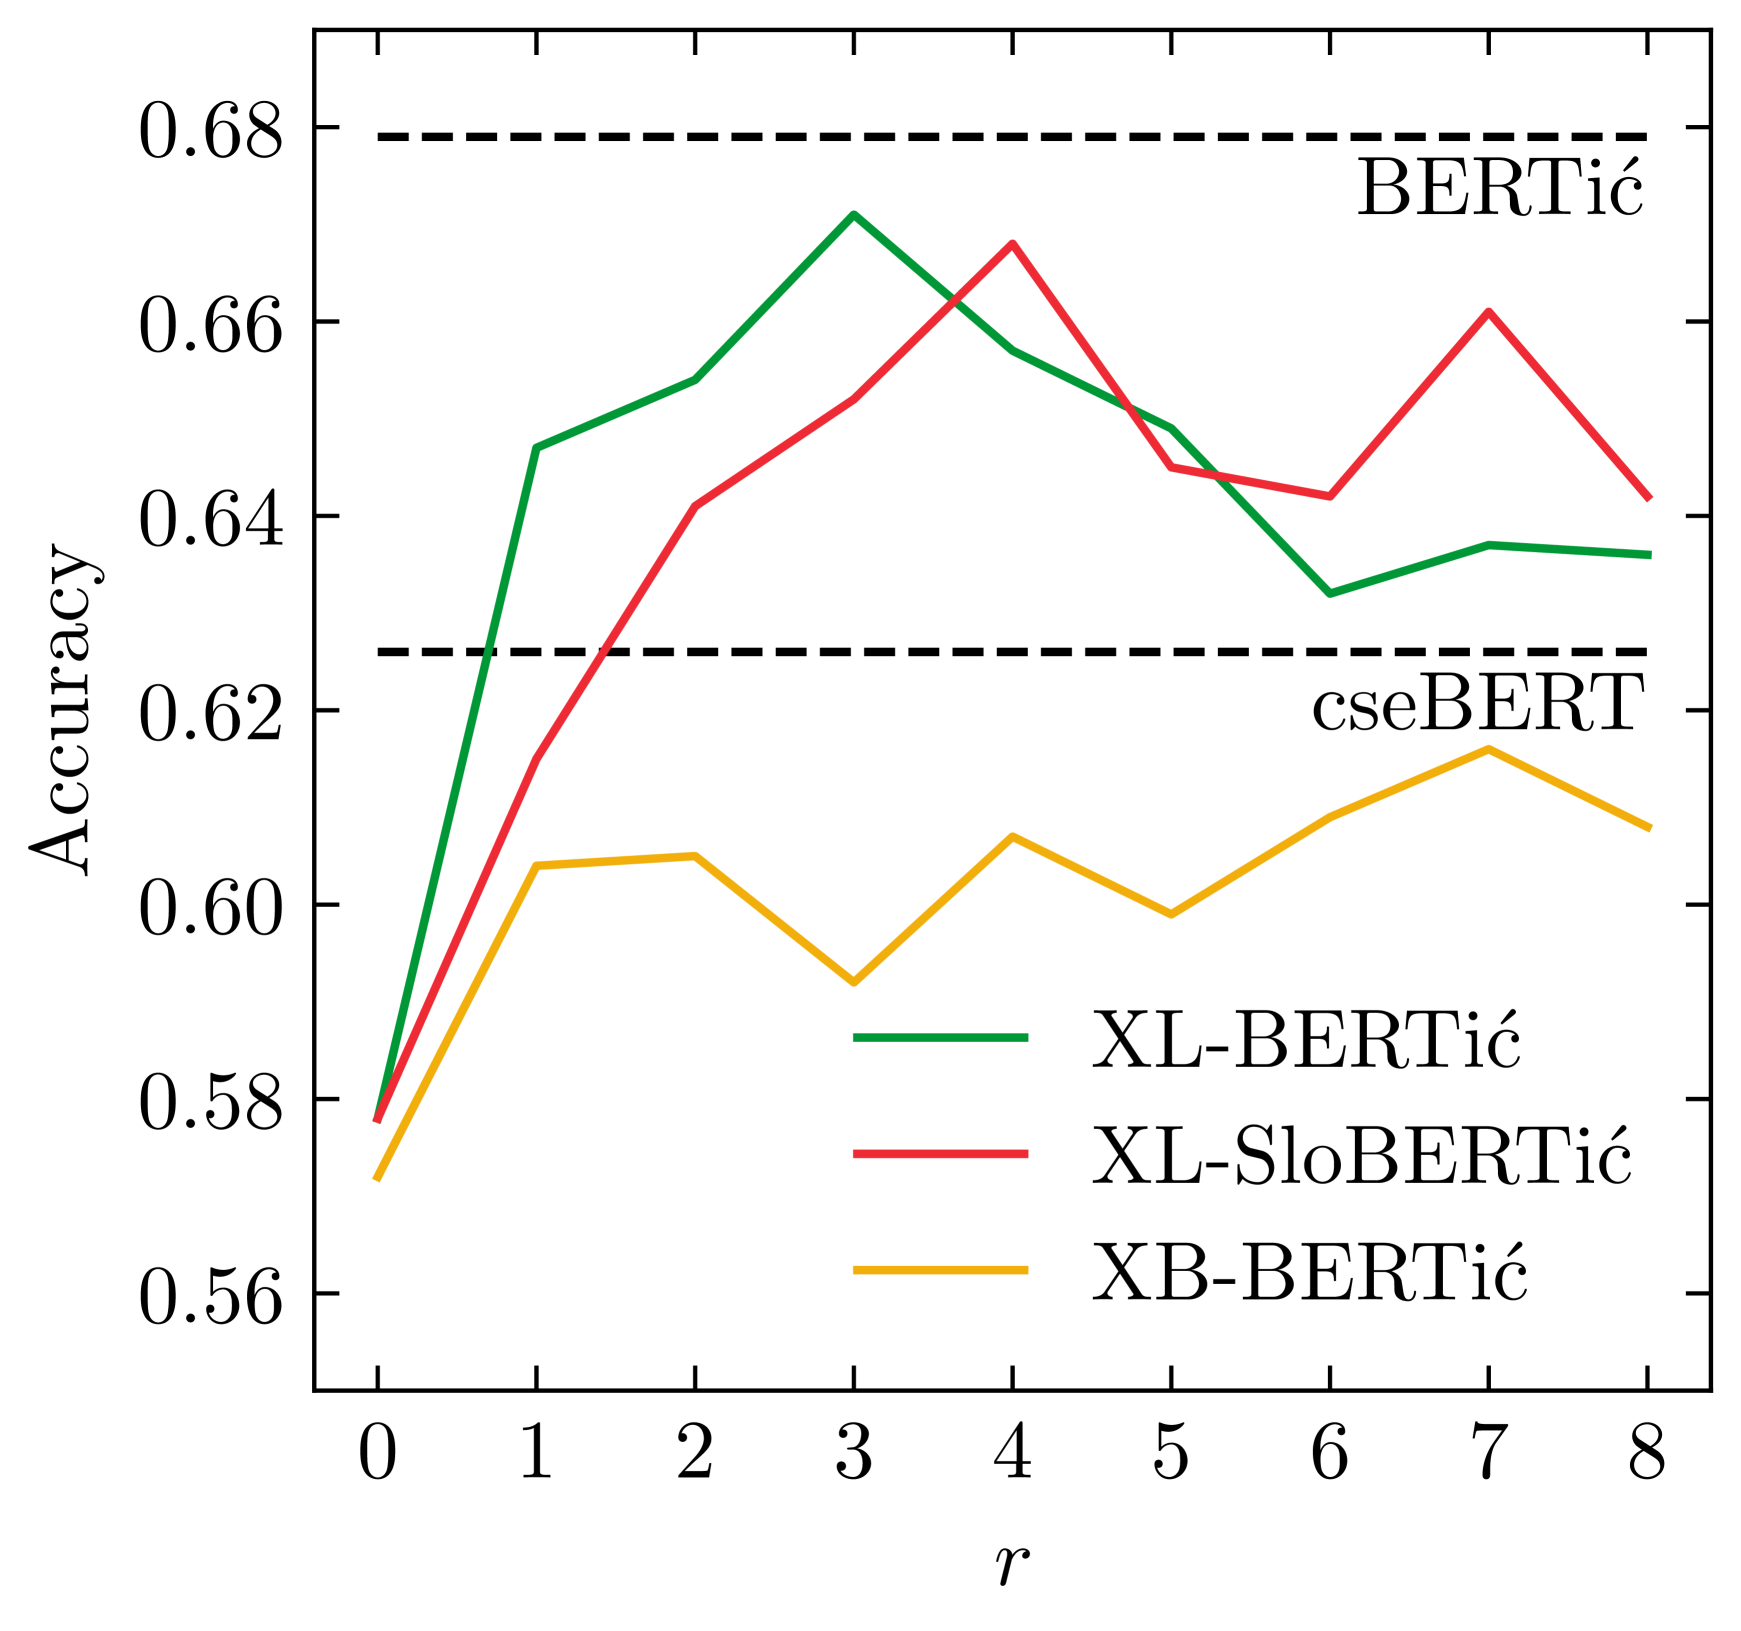 0.68
0.66
0.64
0.62
0.60
0.58
0.56
Accuracy
BERTić
cseBERT
XL-BERTić
XL-SloBERTić
XB-BERTić
0 1 2 3 4 5 6 7 8
r